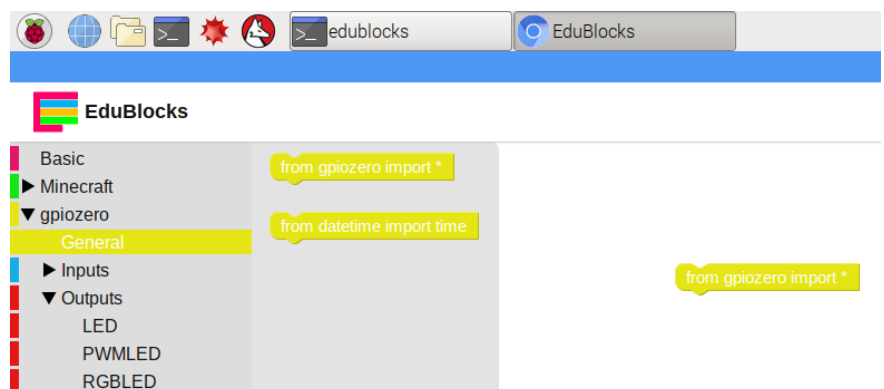 >_ edublocks EduBlocks
EduBlocks
Basic
Minecraft
gpiozero
General
Inputs
Outputs
LED
PWMLED
RGBLED
from gpiozero import *
from datetime import time
from gpiozero import *